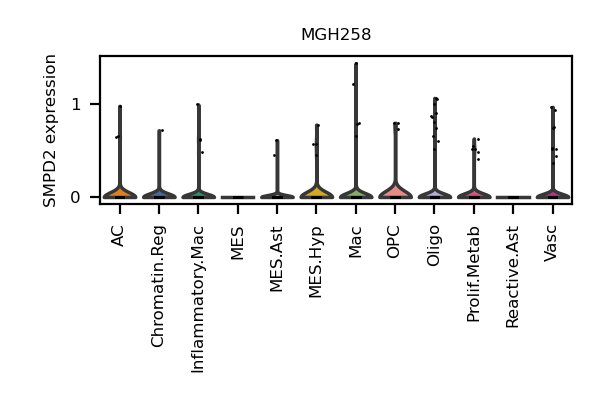 MGH258
SMPD2 expression
1
0
AC
Chromatin.Reg
Inflammatory.Mac
MES
MES.Ast
MES.Hyp
Mac
OPC
Oligo
Prolif.Metab
Reactive.Ast
Vasc